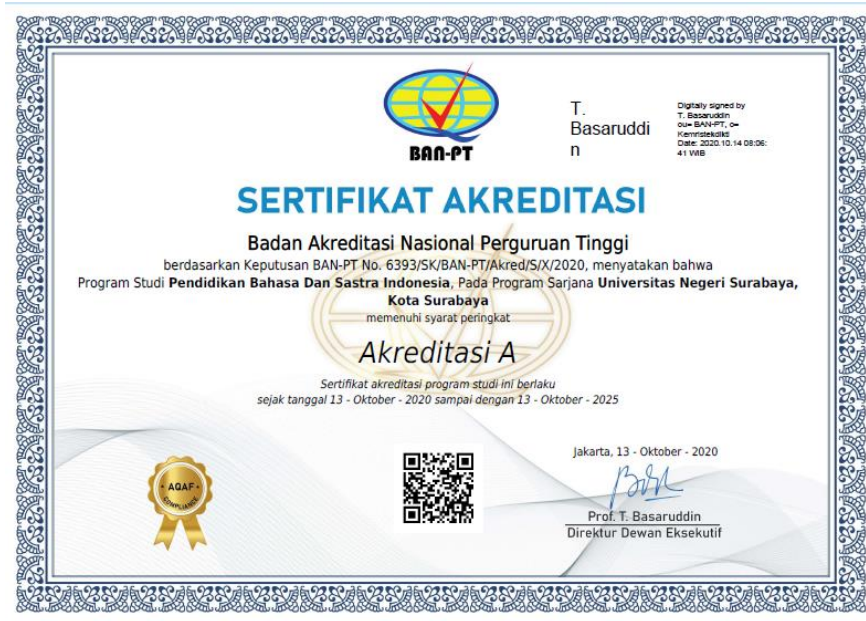 BAN-PT
T.
Basaruddi
n
Digitally signed by
T. Basaruddin
ou= BAN-PT, o=
Kemristekdikti
Date: 2020.10.14 08:06:
41 WIB
SERTIFIKAT AKREDITASI
Badan Akreditasi Nasional Perguruan Tinggi
berdasarkan Keputusan BAN-PT No. 6393/SK/BAN-PT/Akred/S/X/2020, menyatakan bahwa
Program Studi Pendidikan Bahasa Dan Sastra Indonesia, Pada Program Sarjana Universitas Negeri Surabaya,
Kota Surabaya
memenuhi syarat peringkat
Akreditasi A
Sertifikat akreditasi program studi ini berlaku
sejak tanggal 13 - Oktober - 2020 sampai dengan 13 - Oktober - 2025
AQAF
COMPLIANCE
Jakarta, 13 - Oktober - 2020
Prof. T. Basaruddin
Direktur Dewan Eksekutif